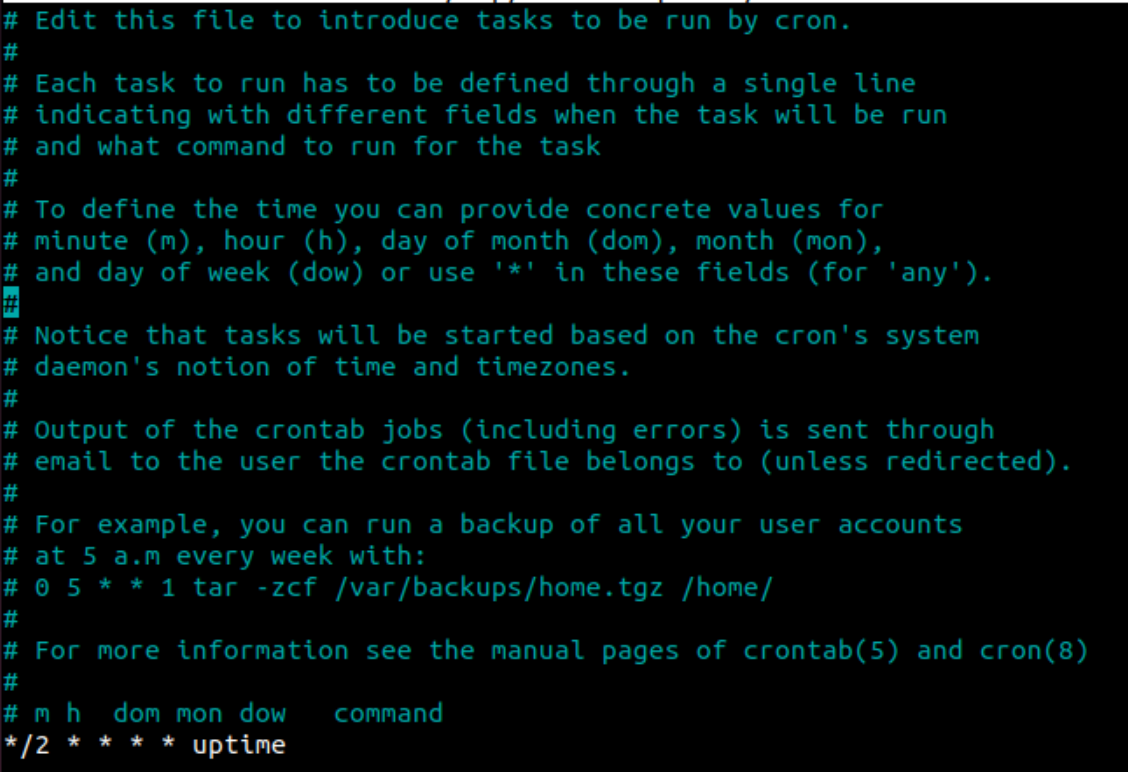 # Edit this file to introduce tasks to be run by cron.
#
# Each task to run has to be defined through a single line
# indicating with different fields when the task will be run
# and what command to run for the task
#
# To define the time you can provide concrete values for
# minute (m), hour (h), day of month (dom), month (mon),
# and day of week (dow) or use '*' in these fields (for 'any').
#
# Notice that tasks will be started based on the cron's system
# daemon's notion of time and timezones.
#
# Output of the crontab jobs (including errors) is sent through
# email to the user the crontab file belongs to (unless redirected).
#
# For example, you can run a backup of all your user accounts
# at 5 a.m every week with:
# 0 5 * * 1 tar -zcf /var/backups/home.tgz /home/
#
# For more information see the manual pages of crontab(5) and cron(8)
#
# m h  dom mon dow   command
*/2 * * * * uptime